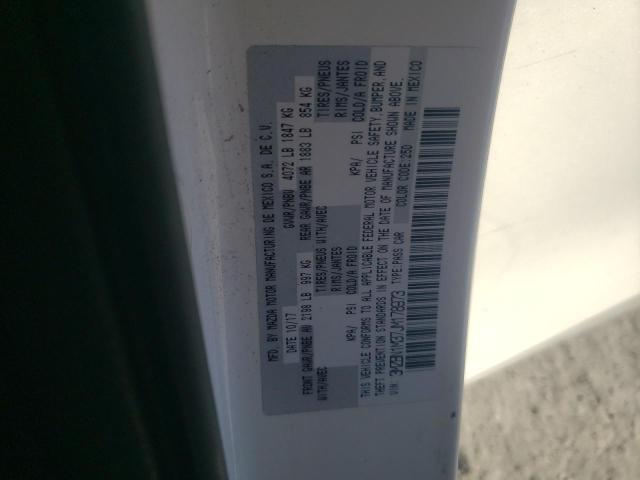 MFD. BY MAZDA MOTOR MANUFACTURING DE MEXICO S.A. DE C.V.
DATE 10/17 GVWR/PNBV 4072 LB 1847 KG
FRONT GAWR/PNBE AV 2198 LB 997 KG REAR GAWR/PNBE AR 1883 LB 854 KG
WITH/AVEC TIRES/PNEUS WITH/AVEC TIRES/PNEUS
RIMS/JANTES RIMS/JANTES
KPA/ PSI COLD/A FROID KPA/ PSI COLD/A FROID
THIS VEHICLE CONFORMS TO ALL APPLICABLE FEDERAL MOTOR VEHICLE SAFETY, BUMPER, AND
THEFT PREVENTION STANDARDS IN EFFECT ON THE DATE OF MANUFACTURE SHOWN ABOVE.
VIN: TYPE:PASS CAR COLOR CODE:25D MADE IN MEXICO